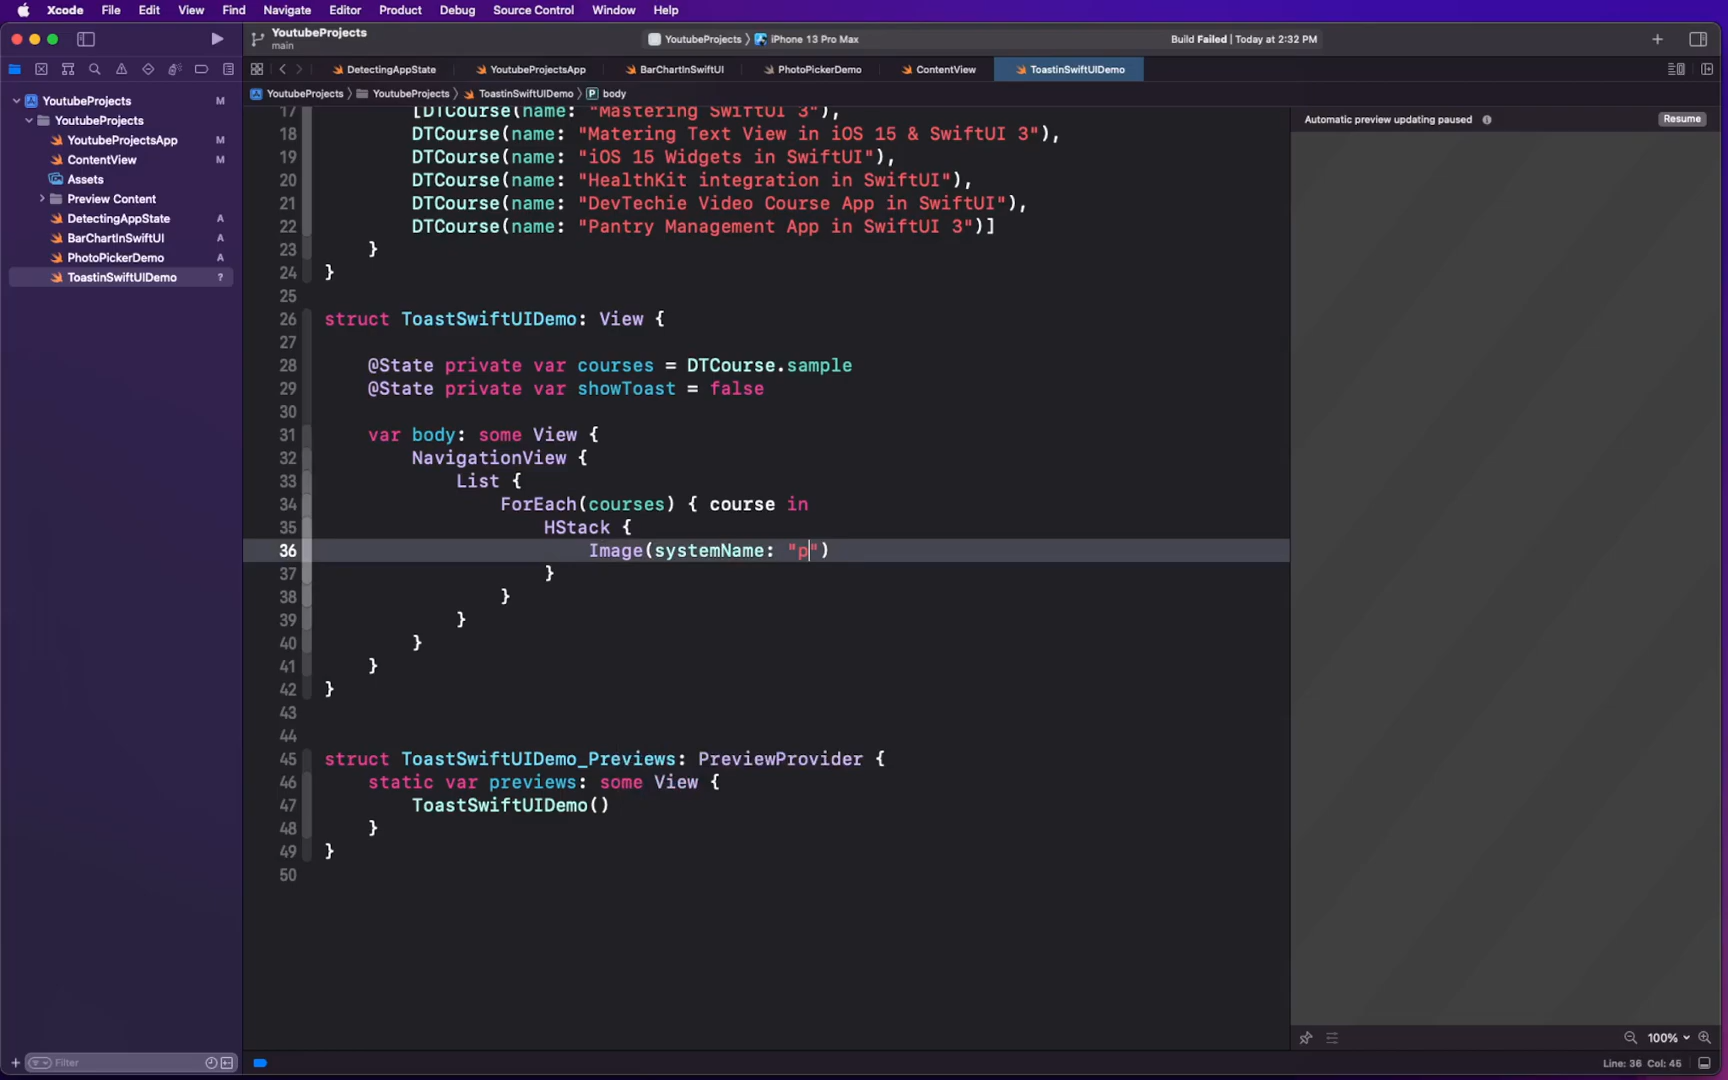 Xcode File Edit View Find Navigate Editor Product Debug Source Control Window Help
YoutubeProjects
main
YoutubeProjects 〉 iPhone 13 Pro Max
Build Failed | Today at 2:32 PM
DetectingAppState YoutubeProjectsApp BarChartInSwiftUI PhotoPickerDemo ContentView ToastinSwiftUIDemo
YoutubeProjects 〉 YoutubeProjects 〉 ToastinSwiftUIDemo 〉 P body
YoutubeProjects M
YoutubeProjects
YoutubeProjectsApp M
ContentView M
Assets
Preview Content
DetectingAppState A
BarChartInSwiftUI A
PhotoPickerDemo A
ToastinSwiftUIDemo ?
Filter
17 [DTCourse(name: "Mastering SwiftUI 3"),
18 DTCourse(name: "Matering Text View in iOS 15 & SwiftUI 3"),
19 DTCourse(name: "iOS 15 Widgets in SwiftUI"),
20 DTCourse(name: "HealthKit integration in SwiftUI"),
21 DTCourse(name: "DevTechie Video Course App in SwiftUI"),
22 DTCourse(name: "Pantry Management App in SwiftUI 3")]
23 }
24 }
25
26 struct ToastSwiftUIDemo: View {
27
28 @State private var courses = DTCourse.sample
29 @State private var showToast = false
30
31 var body: some View {
32 NavigationView {
33 List {
34 ForEach(courses) { course in
35 HStack {
36 Image(systemName: "p")
37 }
38 }
39 }
40 }
41 }
42 }
43
44
45 struct ToastSwiftUIDemo_Previews: PreviewProvider {
46 static var previews: some View {
47 ToastSwiftUIDemo()
48 }
49 }
50
Automatic preview updating paused
Resume
100%
Line: 36 Col: 45